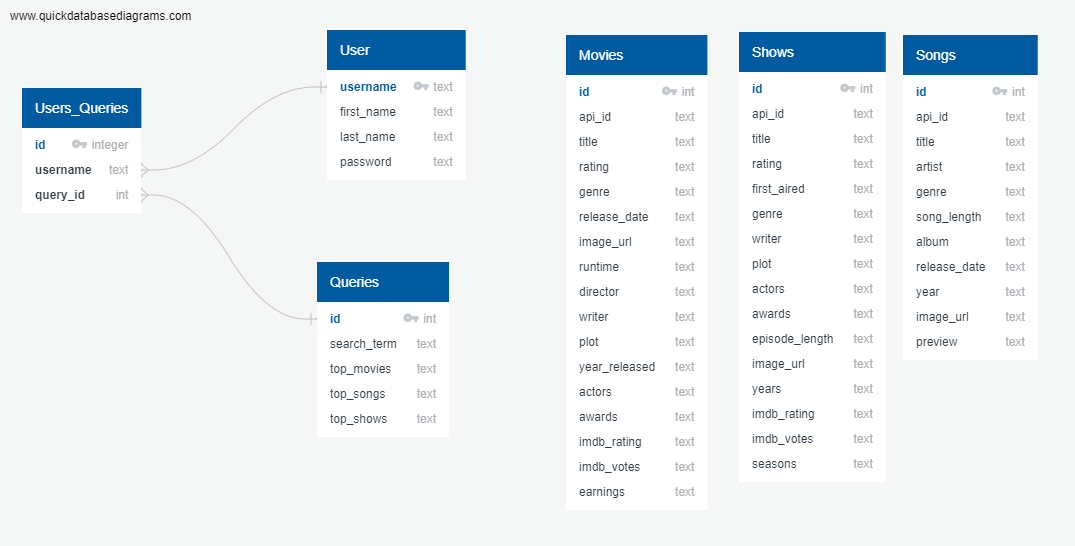 www.quickdatabasediagrams.com
Users_Queries
id integer
username text
query_id int
User
username text
first_name text
last_name text
password text
Queries
id int
search_term text
top_movies text
top_songs text
top_shows text
Movies
id int
api_id text
title text
rating text
genre text
release_date text
image_url text
runtime text
director text
writer text
plot text
year_released text
actors text
awards text
imdb_rating text
imdb_votes text
earnings text
Shows
id int
api_id text
title text
rating text
first_aired text
genre text
writer text
plot text
actors text
awards text
episode_length text
image_url text
years text
imdb_rating text
imdb_votes text
seasons text
Songs
id int
api_id text
title text
artist text
genre text
song_length text
album text
release_date text
year text
image_url text
preview text